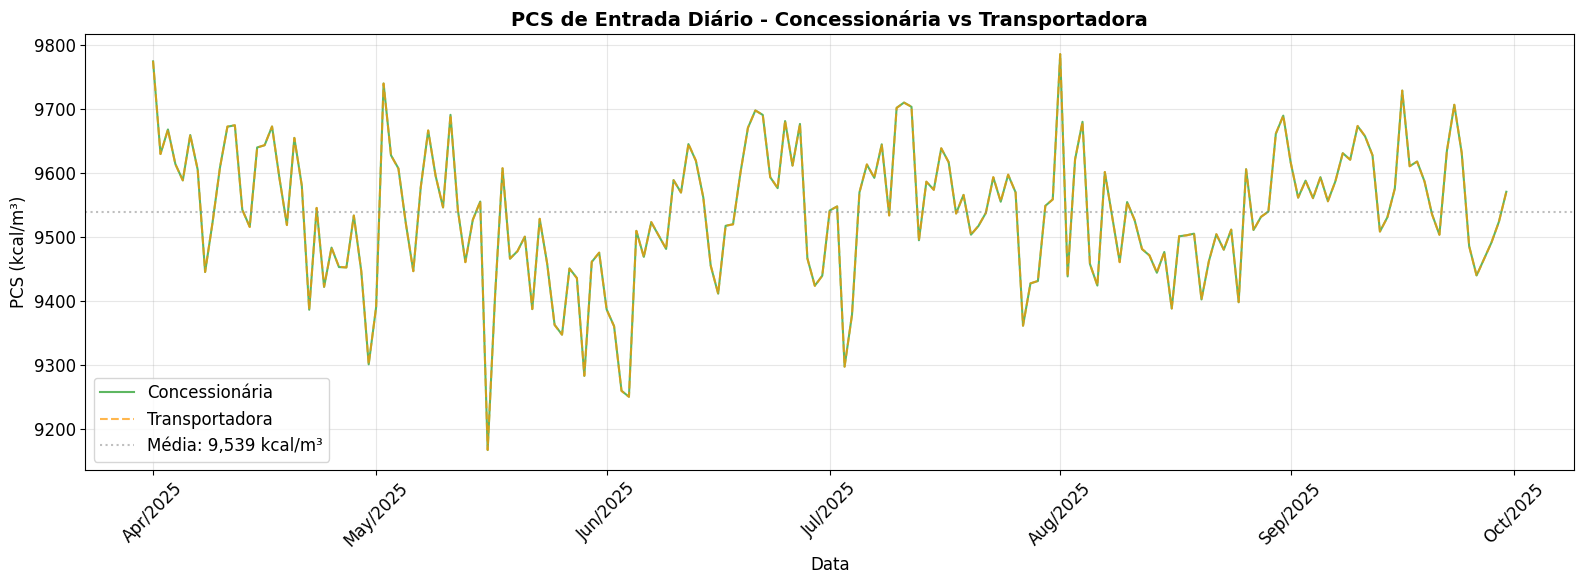 PCS de Entrada Diário - Concessionária vs Transportadora
PCS (kcal/m³)
9800
9700
9600
9500
9400
9300
9200
Concessionária
Transportadora
Média: 9,539 kcal/m³
Apr/2025
May/2025
Jun/2025
Jul/2025
Aug/2025
Sep/2025
Oct/2025
Data